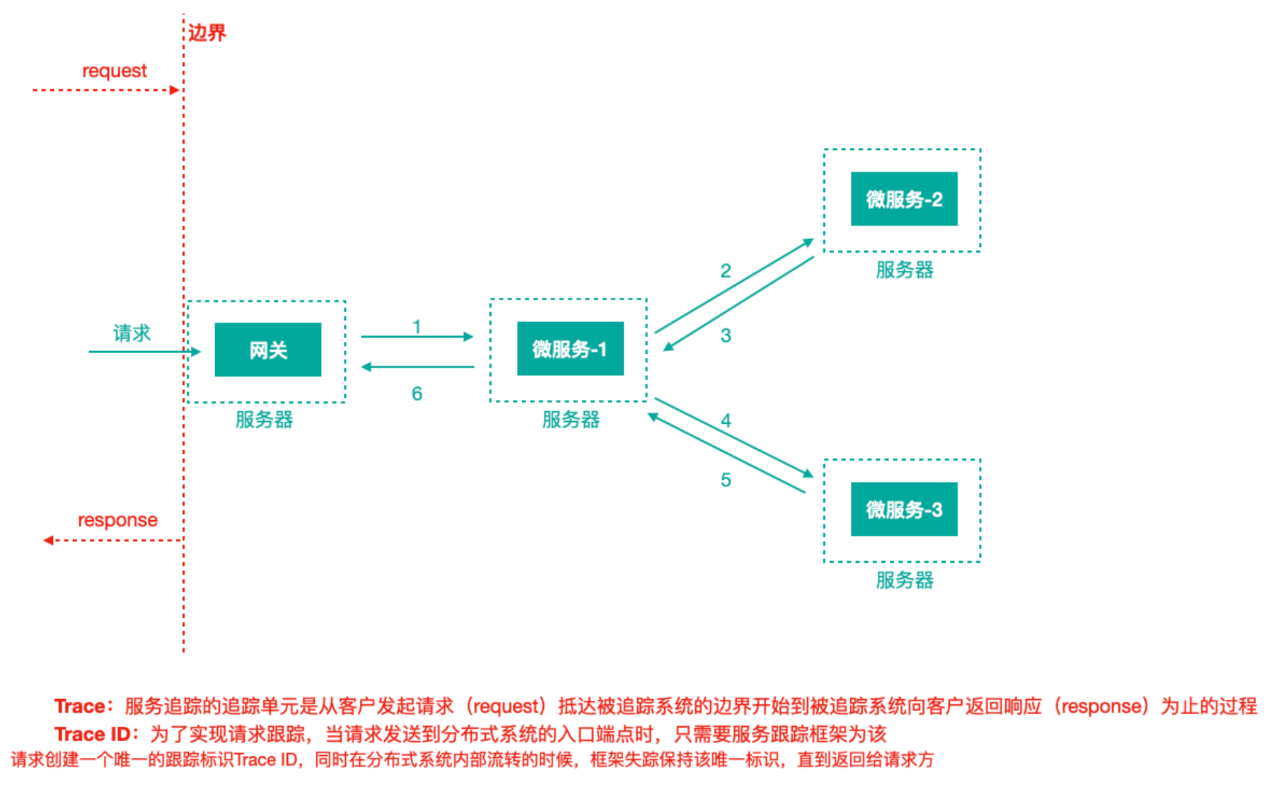 边界
request
微服务-2
服务器
2
3
请求
网关
服务器
1
6
微服务-1
服务器
4
5
微服务-3
服务器
response
Trace：服务追踪的追踪单元是从客户发起请求（request）抵达被追踪系统的边界开始到被追踪系统向客户返回响应（response）为止的过程
Trace ID：为了实现请求跟踪，当请求发送到分布式系统的入口端点时，只需要服务跟踪框架为该
请求创建一个唯一的跟踪标识Trace ID，同时在分布式系统内部流转的时候，框架失踪保持该唯一标识，直到返回给请求方